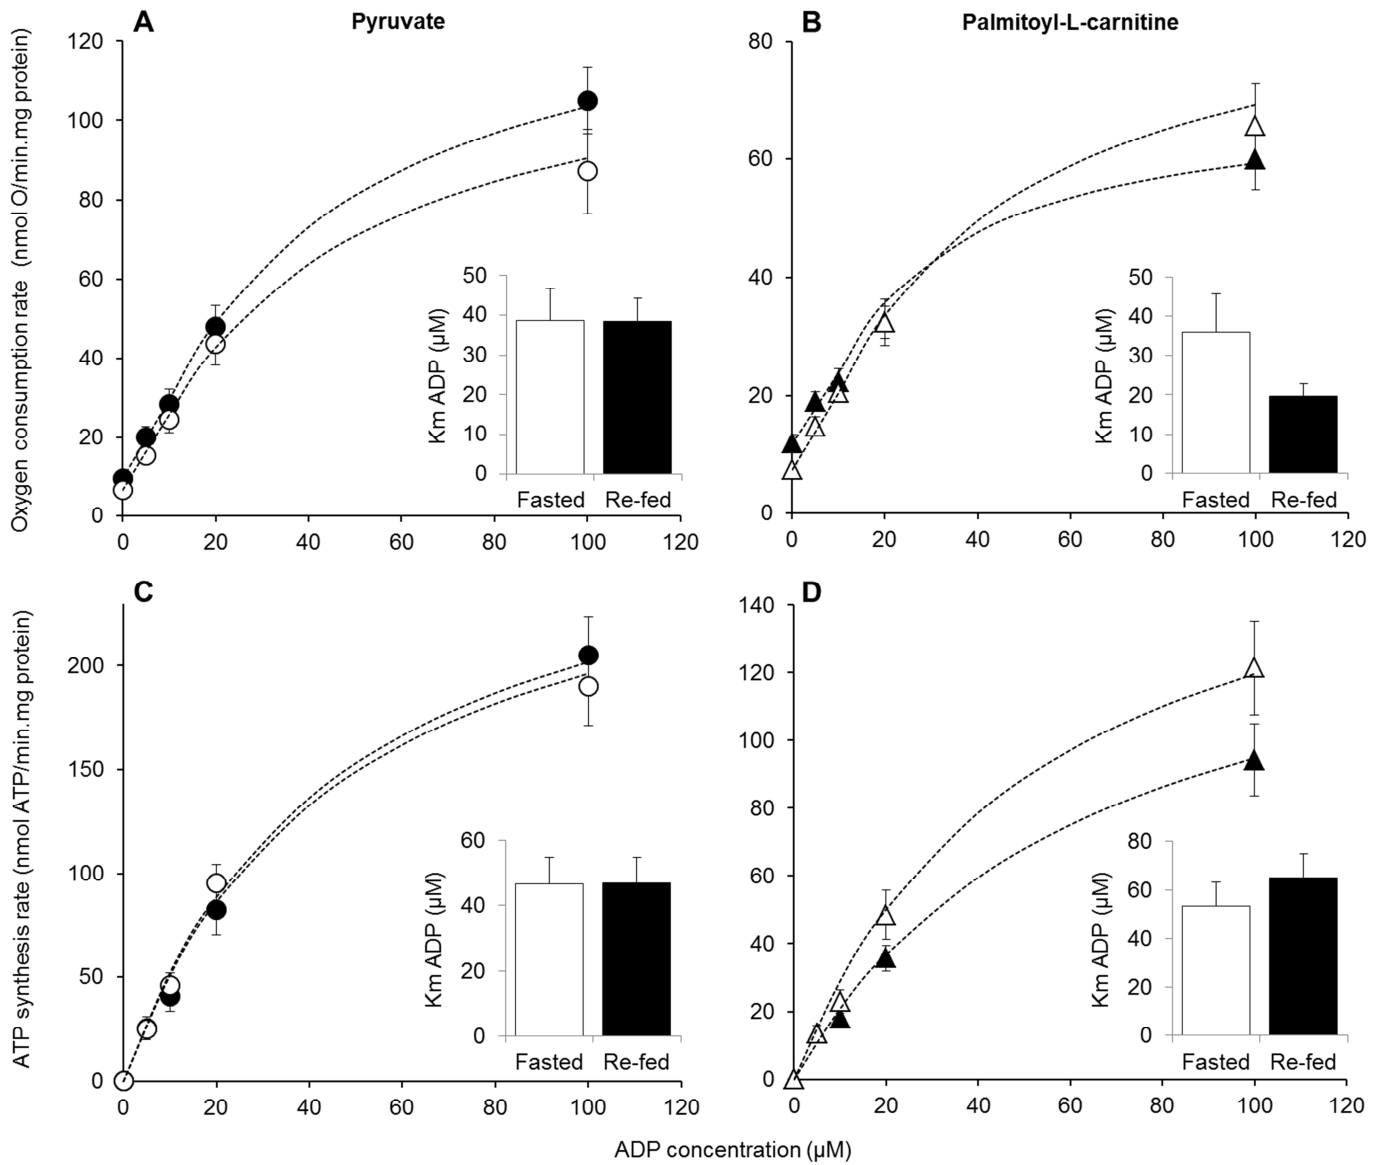 A
Pyruvate
B
Palmitoyl-L-carnitine
Oxygen consumption rate (nmol O/min.mg protein)
120
100
80
60
40
20
0
0 20 40 60 80 100 120
Km ADP (µM)
50
40
30
20
10
0
Fasted Re-fed
80
60
40
20
0
0 20 40 60 80 100 120
Km ADP (µM)
50
40
30
20
10
0
Fasted Re-fed
C
D
ATP synthesis rate (nmol ATP/min.mg protein)
200
150
100
50
0
0 20 40 60 80 100 120
Km ADP (µM)
60
40
20
0
Fasted Re-fed
140
120
100
80
60
40
20
0
0 20 40 60 80 100 120
Km ADP (µM)
80
60
40
20
0
Fasted Re-fed
ADP concentration (µM)